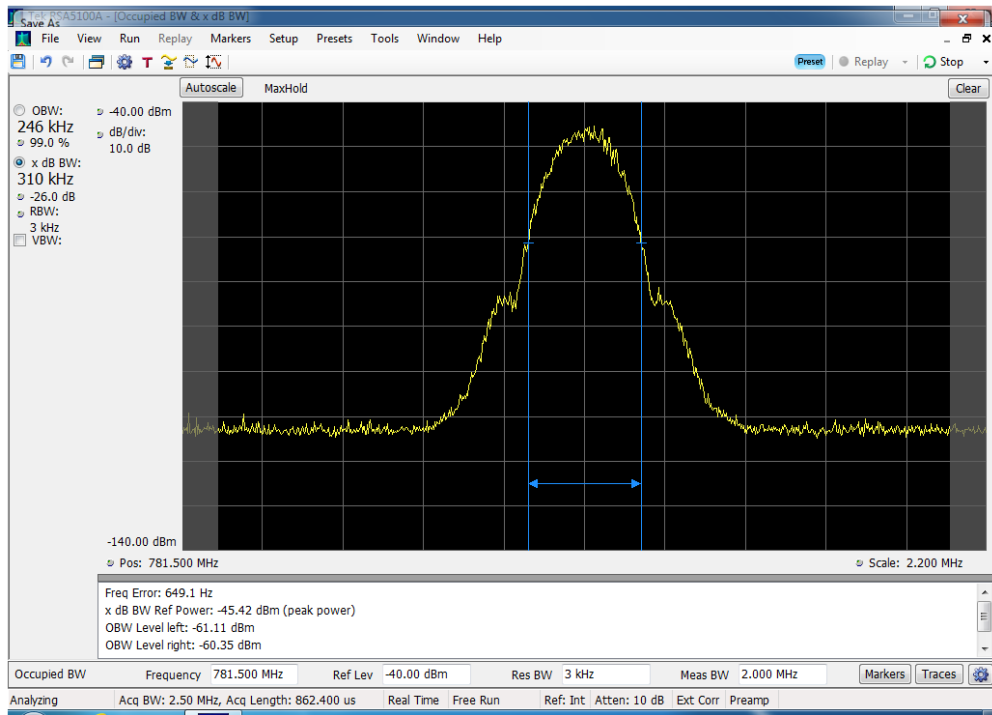 Tek RSA5100A - [Occupied BW & x dB BW]
Save As
File View Run Replay Markers Setup Presets Tools Window Help
T Preset Replay Stop
Autoscale MaxHold Clear
OBW:
246 kHz
99.0 %
x dB BW:
310 kHz
-26.0 dB
RBW:
3 kHz
VBW:
-40.00 dBm
dB/div:
10.0 dB
-140.00 dBm
Pos: 781.500 MHz Scale: 2.200 MHz
Freq Error: 649.1 Hz
x dB BW Ref Power: -45.42 dBm (peak power)
OBW Level left: -61.11 dBm
OBW Level right: -60.35 dBm
Occupied BW Frequency 781.500 MHz Ref Lev -40.00 dBm Res BW 3 kHz Meas BW 2.000 MHz Markers Traces
Analyzing Acq BW: 2.50 MHz, Acq Length: 862.400 us Real Time Free Run Ref: Int Atten: 10 dB Ext Corr Preamp